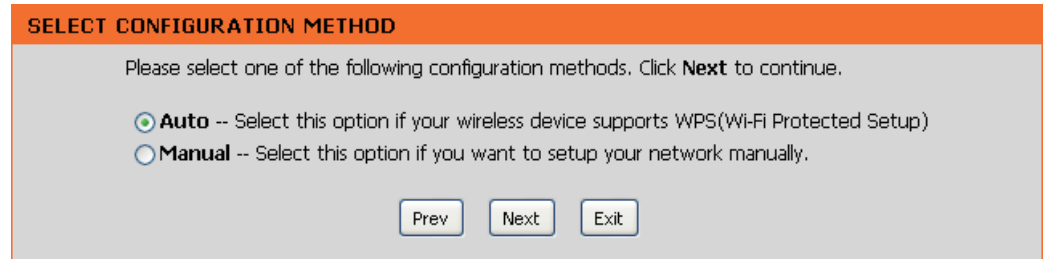 SELECT CONFIGURATION METHOD
Please select one of the following configuration methods. Click Next to continue.
Auto -- Select this option if your wireless device supports WPS(Wi-Fi Protected Setup)
Manual -- Select this option if you want to setup your network manually.
Prev Next Exit